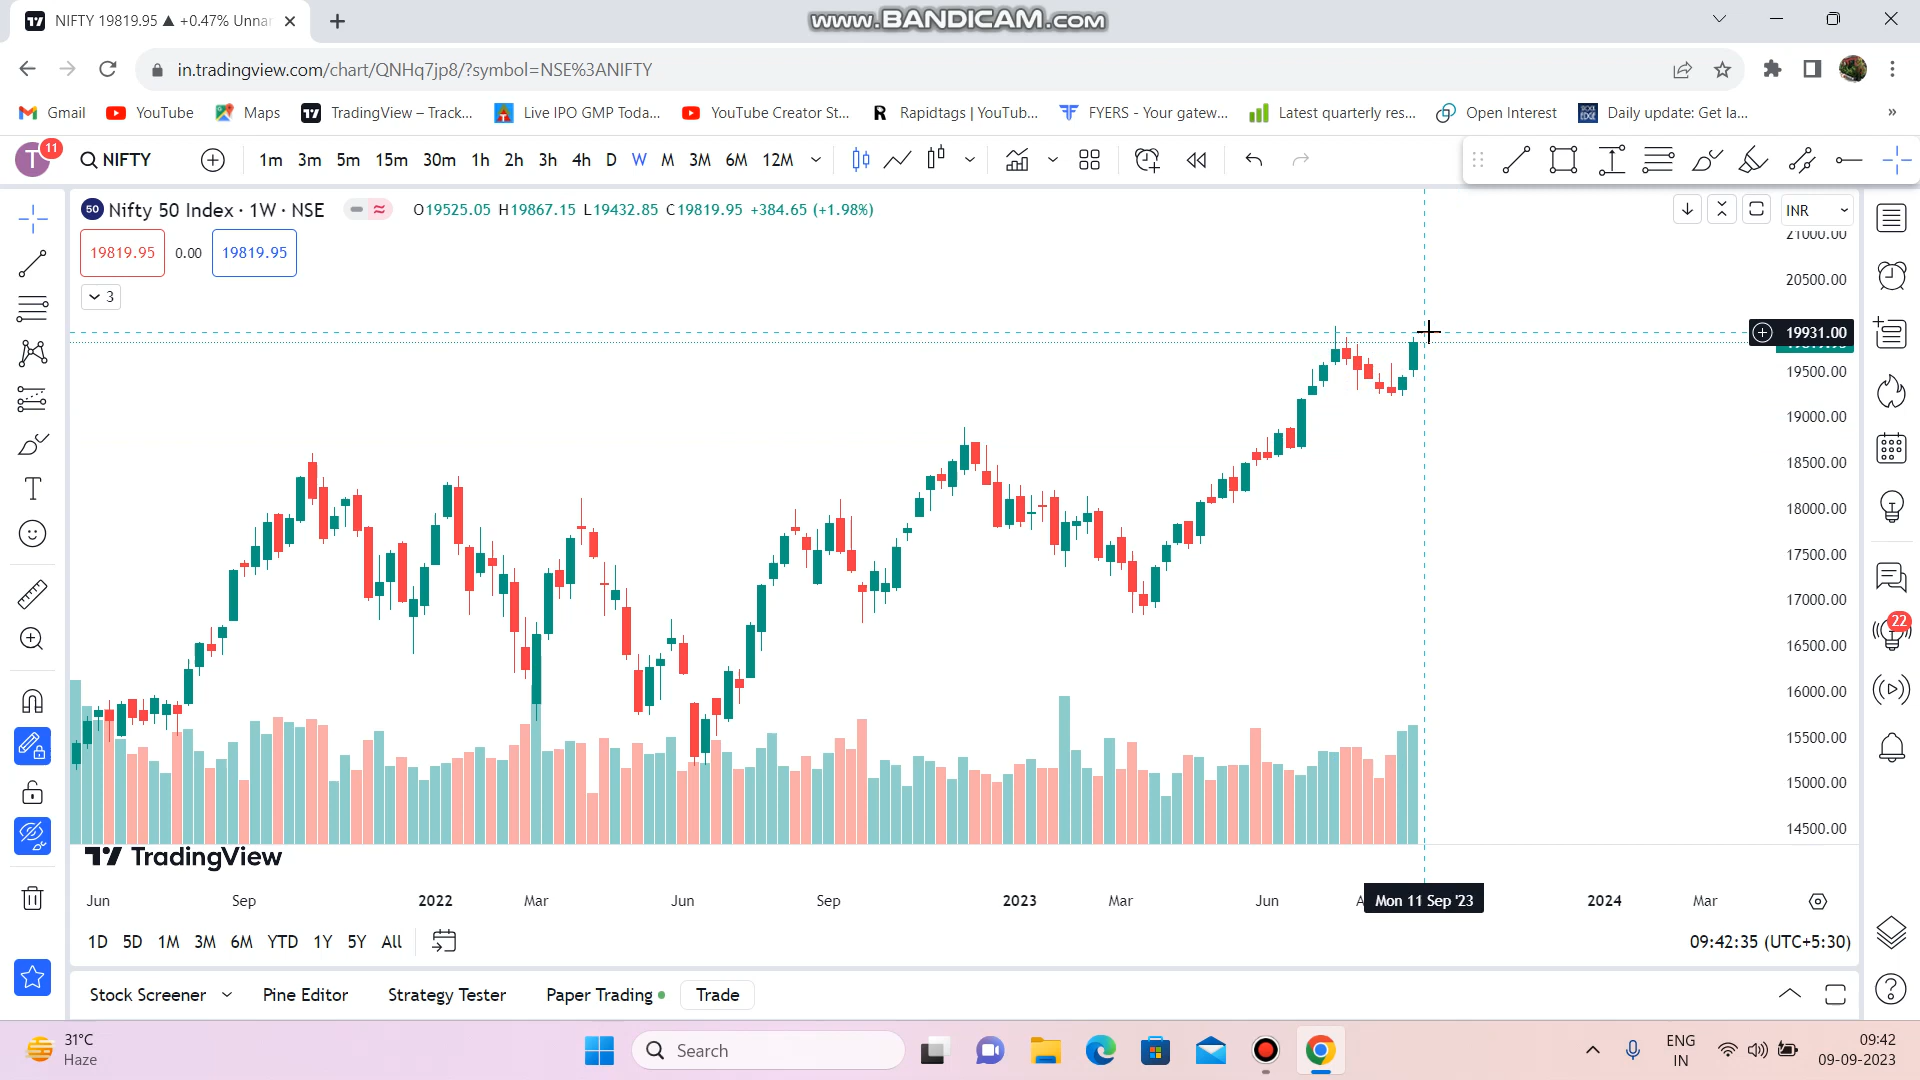 NIFTY 19819.95 ▲ +0.47% Unnar
www.BANDICAM.com
in.tradingview.com/chart/QNHq7jp8/?symbol=NSE%3ANIFTY
Gmail YouTube Maps TradingView – Track... Live IPO GMP Toda... YouTube Creator St... Rapidtags | YouTub... FYERS - Your gatew... Latest quarterly res... Open Interest Daily update: Get la... »
T 11 NIFTY 1m 3m 5m 15m 30m 1h 2h 3h 4h D W M 3M 6M 12M
50 Nifty 50 Index · 1W · NSE O19525.05 H19867.15 L19432.85 C19819.95 +384.65 (+1.98%) INR
21000.00
19819.95 0.00 19819.95
20500.00
3
19931.00
19500.00
19000.00
18500.00
18000.00
17500.00
17000.00
22
16500.00
16000.00
15500.00
15000.00
14500.00
TradingView
Jun Sep 2022 Mar Jun Sep 2023 Mar Jun A Mon 11 Sep '23 2024 Mar
1D 5D 1M 3M 6M YTD 1Y 5Y All 09:42:35 (UTC+5:30)
Stock Screener Pine Editor Strategy Tester Paper Trading Trade
31°C
Haze
Search
ENG
IN
09:42
09-09-2023